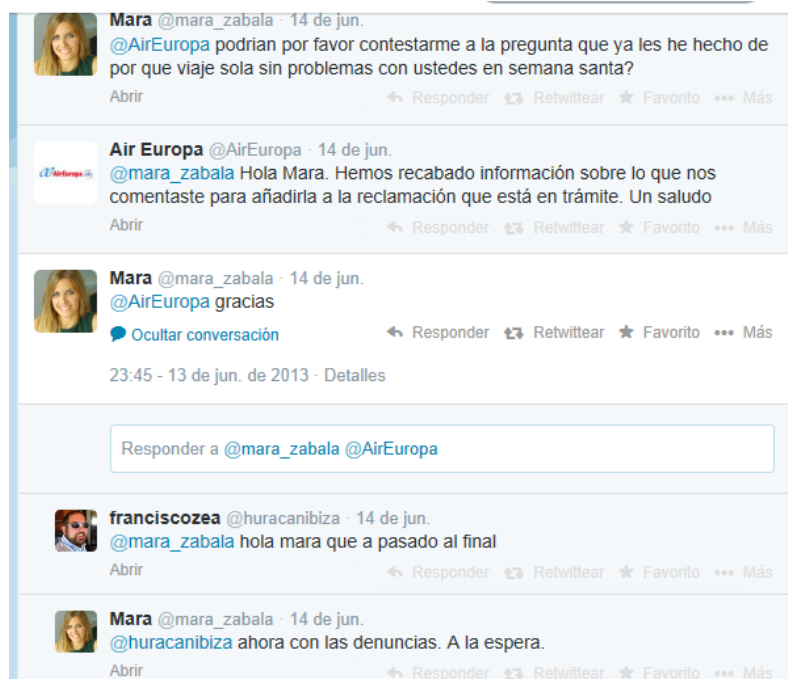 Mara @mara_zabala · 14 de jun.
@AirEuropa podrian por favor contestarme a la pregunta que ya les he hecho de
por que viaje sola sin problemas con ustedes en semana santa?
Abrir Responder Retwittear Favorito Más
Air Europa @AirEuropa · 14 de jun.
AirEuropa
@mara_zabala Hola Mara. Hemos recabado información sobre lo que nos
comentaste para añadirla a la reclamación que está en trámite. Un saludo
Abrir Responder Retwittear Favorito Más
Mara @mara_zabala · 14 de jun.
@AirEuropa gracias
Ocultar conversación Responder Retwittear Favorito Más
23:45 - 13 de jun. de 2013 · Detalles
Responder a @mara_zabala @AirEuropa
franciscozea @huracanibiza · 14 de jun.
@mara_zabala hola mara que a pasado al final
Abrir Responder Retwittear Favorito Más
Mara @mara_zabala · 14 de jun.
@huracanibiza ahora con las denuncias. A la espera.
Abrir Responder Retwittear Favorito Más